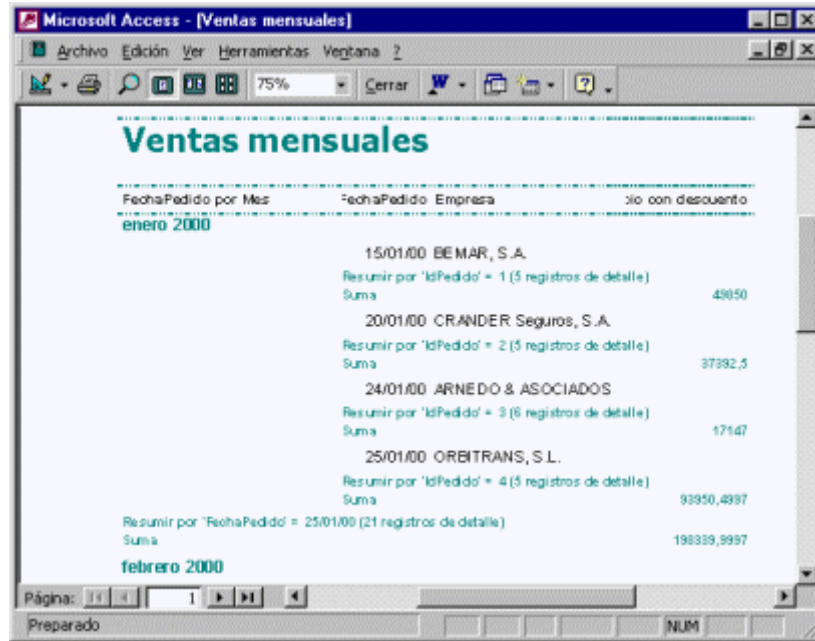 Microsoft Access - [Ventas mensuales]
Archivo Edición Ver Herramientas Ventana ?
75% Cerrar
Ventas mensuales
FechaPedido por Mes FechaPedido Empresa cio con descuento
enero 2000
15/01/00 BEMAR, S.A.
Resumir por 'IdPedido' = 1 (5 registros de detalle)
Suma 49850
20/01/00 CRANDER Seguros, S.A.
Resumir por 'IdPedido' = 2 (5 registros de detalle)
Suma 37392,5
24/01/00 ARNEDO & ASOCIADOS
Resumir por 'IdPedido' = 3 (6 registros de detalle)
Suma 17147
25/01/00 ORBITRANS, S.L.
Resumir por 'IdPedido' = 4 (5 registros de detalle)
Suma 93950,4997
Resumir por 'FechaPedido' = 25/01/00 (21 registros de detalle)
Suma 198339,9997
febrero 2000
Página: 1
Preparado NUM